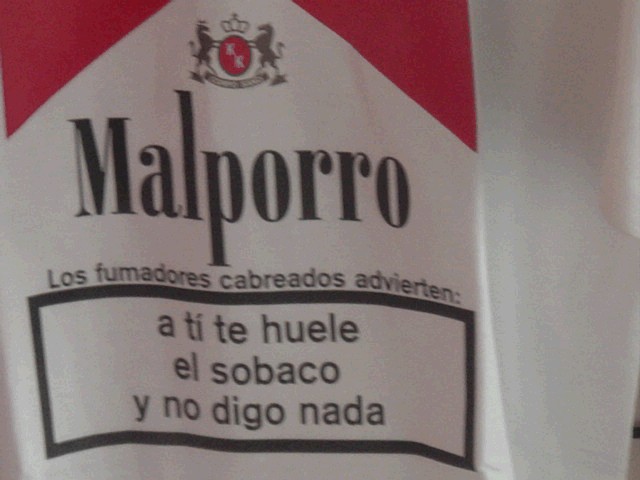 K K
Malporro
Los fumadores cabreados advierten:
a tí te huele
el sobaco
y no digo nada